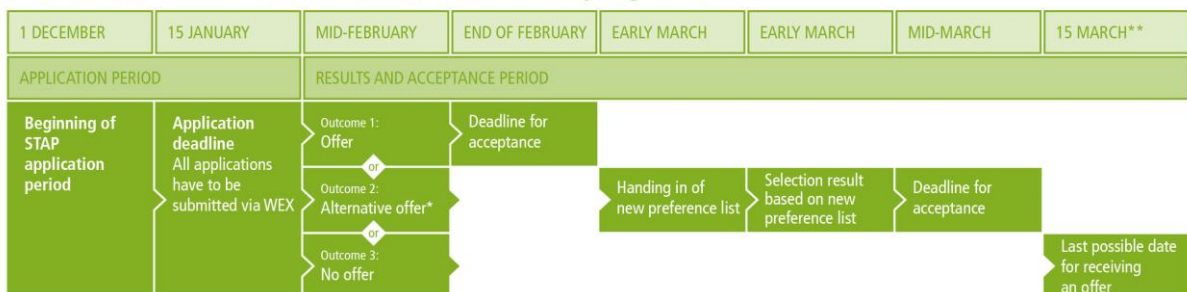 1 DECEMBER
15 JANUARY
MID-FEBRUARY
END OF FEBRUARY
EARLY MARCH
EARLY MARCH
MID-MARCH
15 MARCH**
APPLICATION PERIOD
RESULTS AND ACCEPTANCE PERIOD
Beginning of
STAP
application
period
Application
deadline
All applications
have to be
submitted via WEX
Outcome 1:
Offer
Deadline for
acceptance
or
Outcome 2:
Alternative offer*
Handing in of
new preference list
Selection result
based on new
preference list
Deadline for
acceptance
or
Outcome 3:
No offer
Last possible date
for receiving
an offer